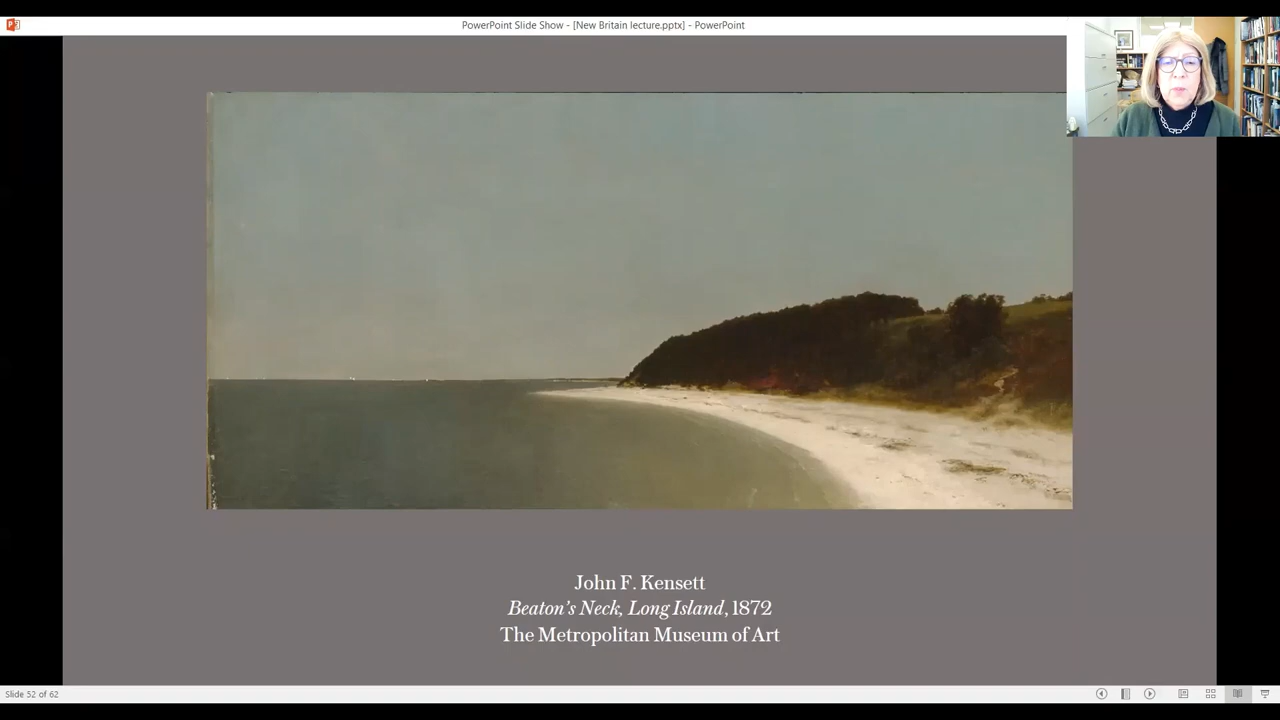 PowerPoint Slide Show - [New Britain lecture.pptx] - PowerPoint
John F. Kensett
Beaton's Neck, Long Island, 1872
The Metropolitan Museum of Art
Slide 52 of 62